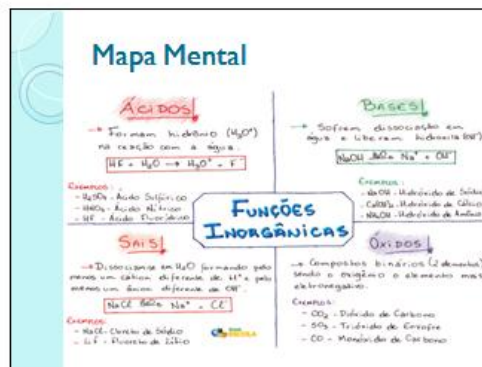 Mapa Mental
ÁCIDOS!
→ Formam hidrônio (H₃O⁺)
na reação com a água.
HF + H₂O → H₃O⁺ + F⁻
EXEMPLOS:
- H₂SO₄ - Ácido Sulfúrico
- HNO₃ - Ácido Nítrico
- HF - Ácido Fluorídrico
BASES!
→ Sofrem dissociação em
água e liberam hidroxila (OH⁻)
NaOH Na⁺ + OH⁻
EXEMPLOS:
- NaOH - Hidróxido de Sódio
- Ca(OH)₂ - Hidróxido de Cálcio
- NH₄OH - Hidróxido de Amônio
FUNÇÕES
INORGÂNICAS
SAIS!
→ Dissociam-se em H₂O formando pelo
menos um cátion diferente de H⁺ e pelo
menos um ânion diferente de OH⁻.
NaCl Na⁺ + Cl⁻
EXEMPLOS:
- NaCl - Cloreto de Sódio
- LiF - Fluoreto de Lítio
ESCOLA
ÓXIDOS!
→ Compostos binários (2 elementos)
sendo o oxigênio o elemento mais
eletronegativo.
EXEMPLOS:
- CO₂ - Dióxido de Carbono
- SO₃ - Trióxido de Enxofre
- CO - Monóxido de Carbono